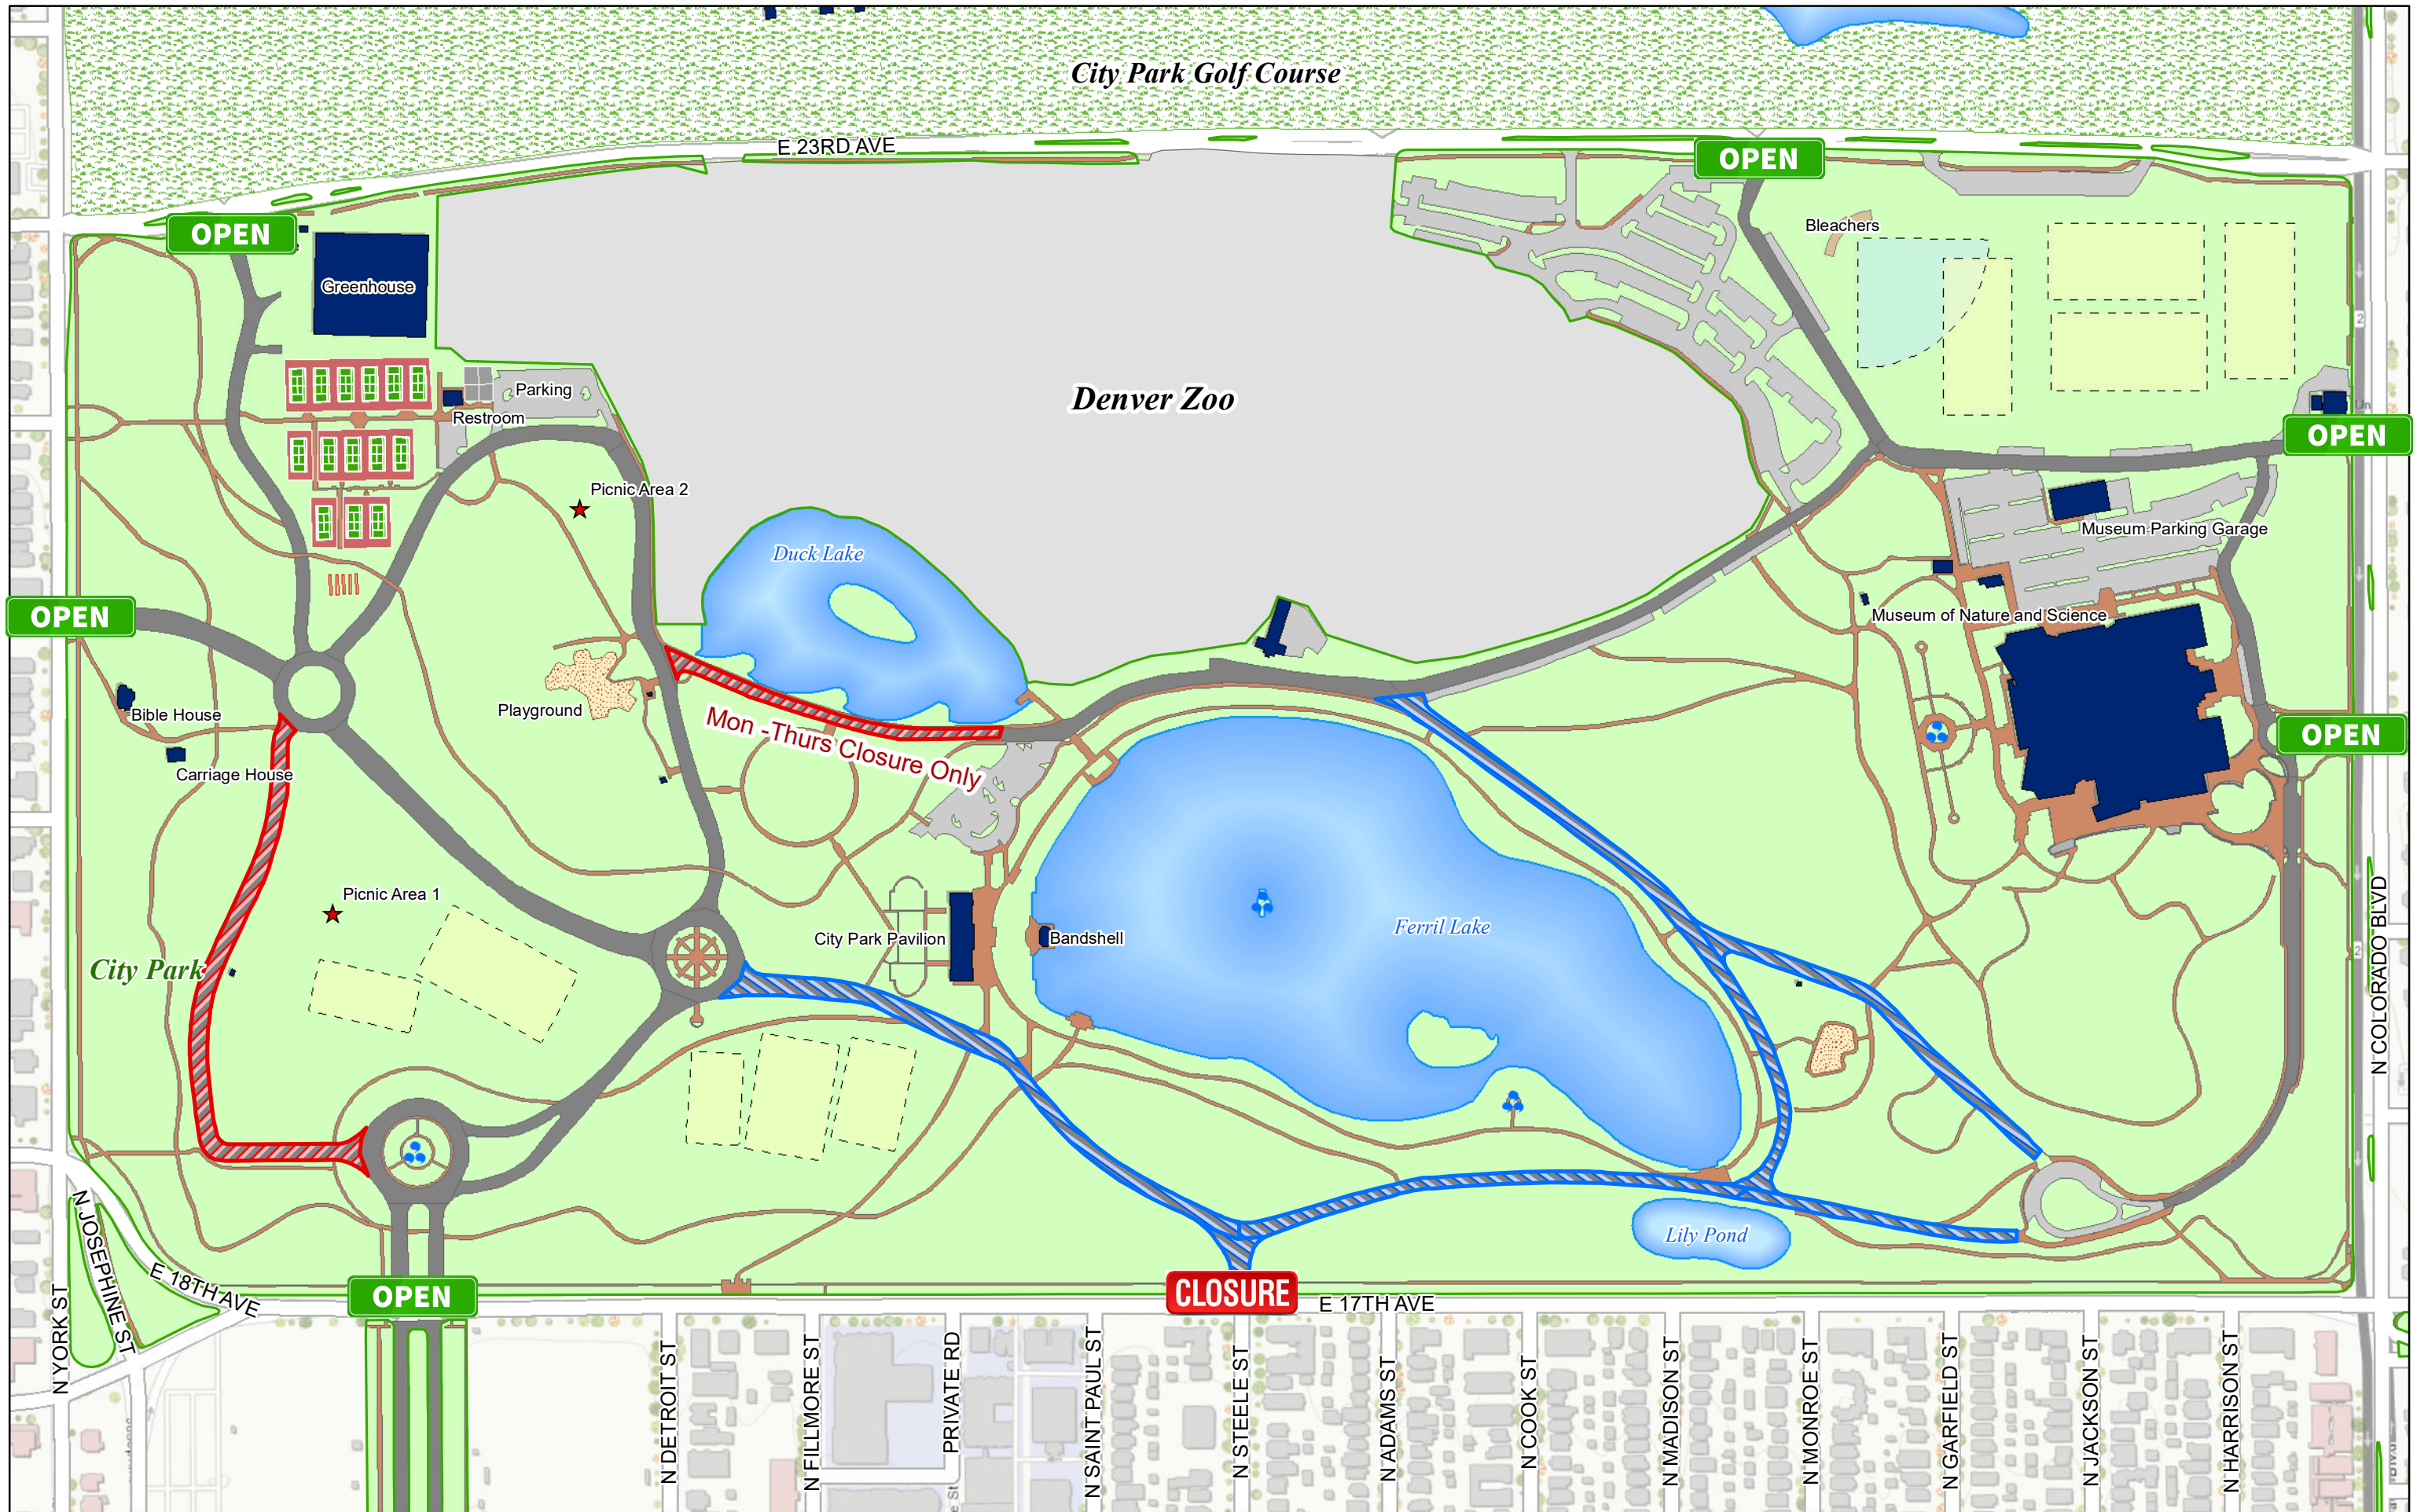 City Park Golf Course
E 23RD AVE
OPEN
OPEN
Bleachers
Greenhouse
Parking
Denver Zoo
Restroom
OPEN
2
Picnic Area 2
Museum Parking Garage
Duck Lake
OPEN
Museum of Nature and Science
Playground
Bible House
Mon -Thurs Closure Only
OPEN
Carriage House
Picnic Area 1
City Park Pavilion
Bandshell
Ferril Lake
N COLORADO BLVD
2
City Park
Lily Pond
N JOSEPHINE ST
E 18TH AVE
OPEN
CLOSURE
E 17TH AVE
N YORK ST
N DETROIT ST
N FILLMORE ST
PRIVATE RD
N SAINT PAUL ST
N STEELE ST
N ADAMS ST
N COOK ST
N MADISON ST
N MONROE ST
N GARFIELD ST
N JACKSON ST
N HARRISON ST